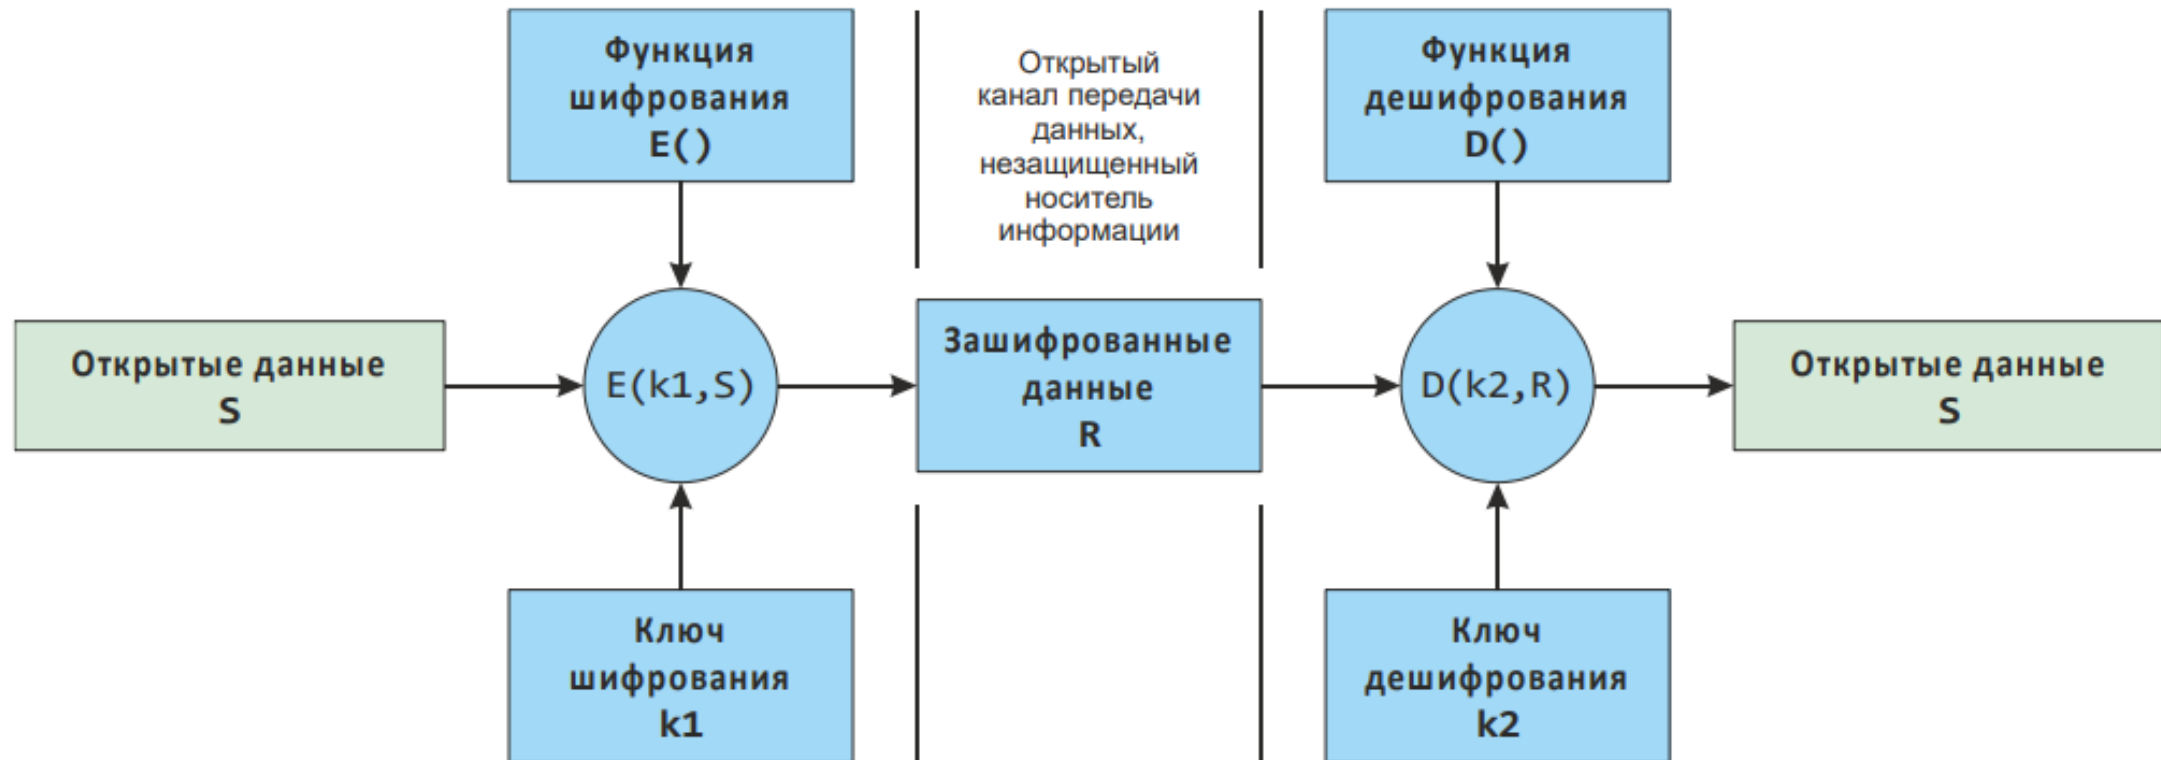 Функция
шифрования
E()
Открытый
канал передачи
данных,
незащищенный
носитель
информации
Функция
дешифрования
D()
Открытые данные
S
E(k1,S)
Зашифрованные
данные
R
D(k2,R)
Открытые данные
S
Ключ
шифрования
k1
Ключ
дешифрования
k2